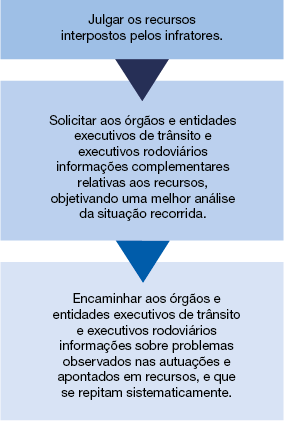 Julgar os recursos
interpostos pelos infratores.
Solicitar aos órgãos e entidades
executivos de trânsito e
executivos rodoviários
informações complementares
relativas aos recursos,
objetivando uma melhor análise
da situação recorrida.
Encaminhar aos órgãos e
entidades executivos de trânsito
e executivos rodoviários
informações sobre problemas
observados nas autuações e
apontados em recursos, e que
se repitam sistematicamente.